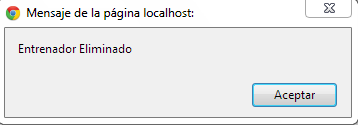 Mensaje de la página localhost:
Entrenador Eliminado
Aceptar